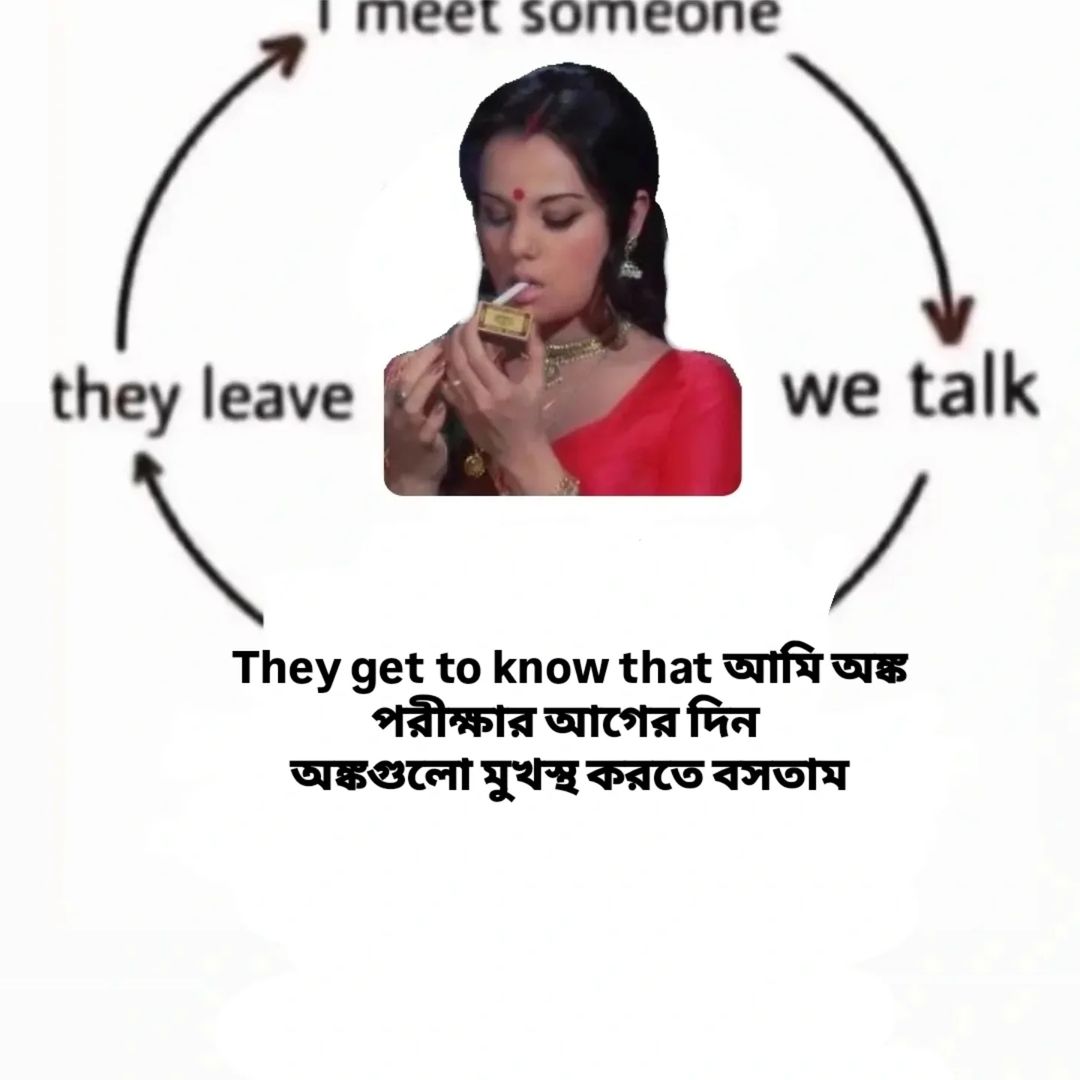 I meet someone
we talk
They get to know that আমি অঙ্ক
পরীক্ষার আগের দিন
অঙ্কগুলো মুখস্থ করতে বসতাম
they leave